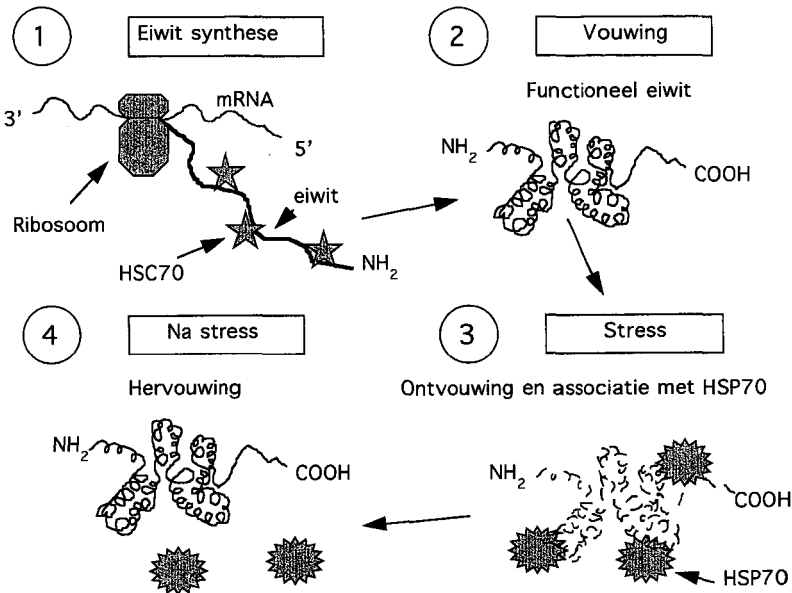 1
Eiwit synthese
3'
mRNA
5'
Ribosoom
eiwit
HSC70
NH2
2
Vouwing
Functioneel eiwit
NH2
COOH
3
Stress
Ontvouwing en associatie met HSP70
NH2
COOH
HSP70
4
Na stress
Hervouwing
NH2
COOH